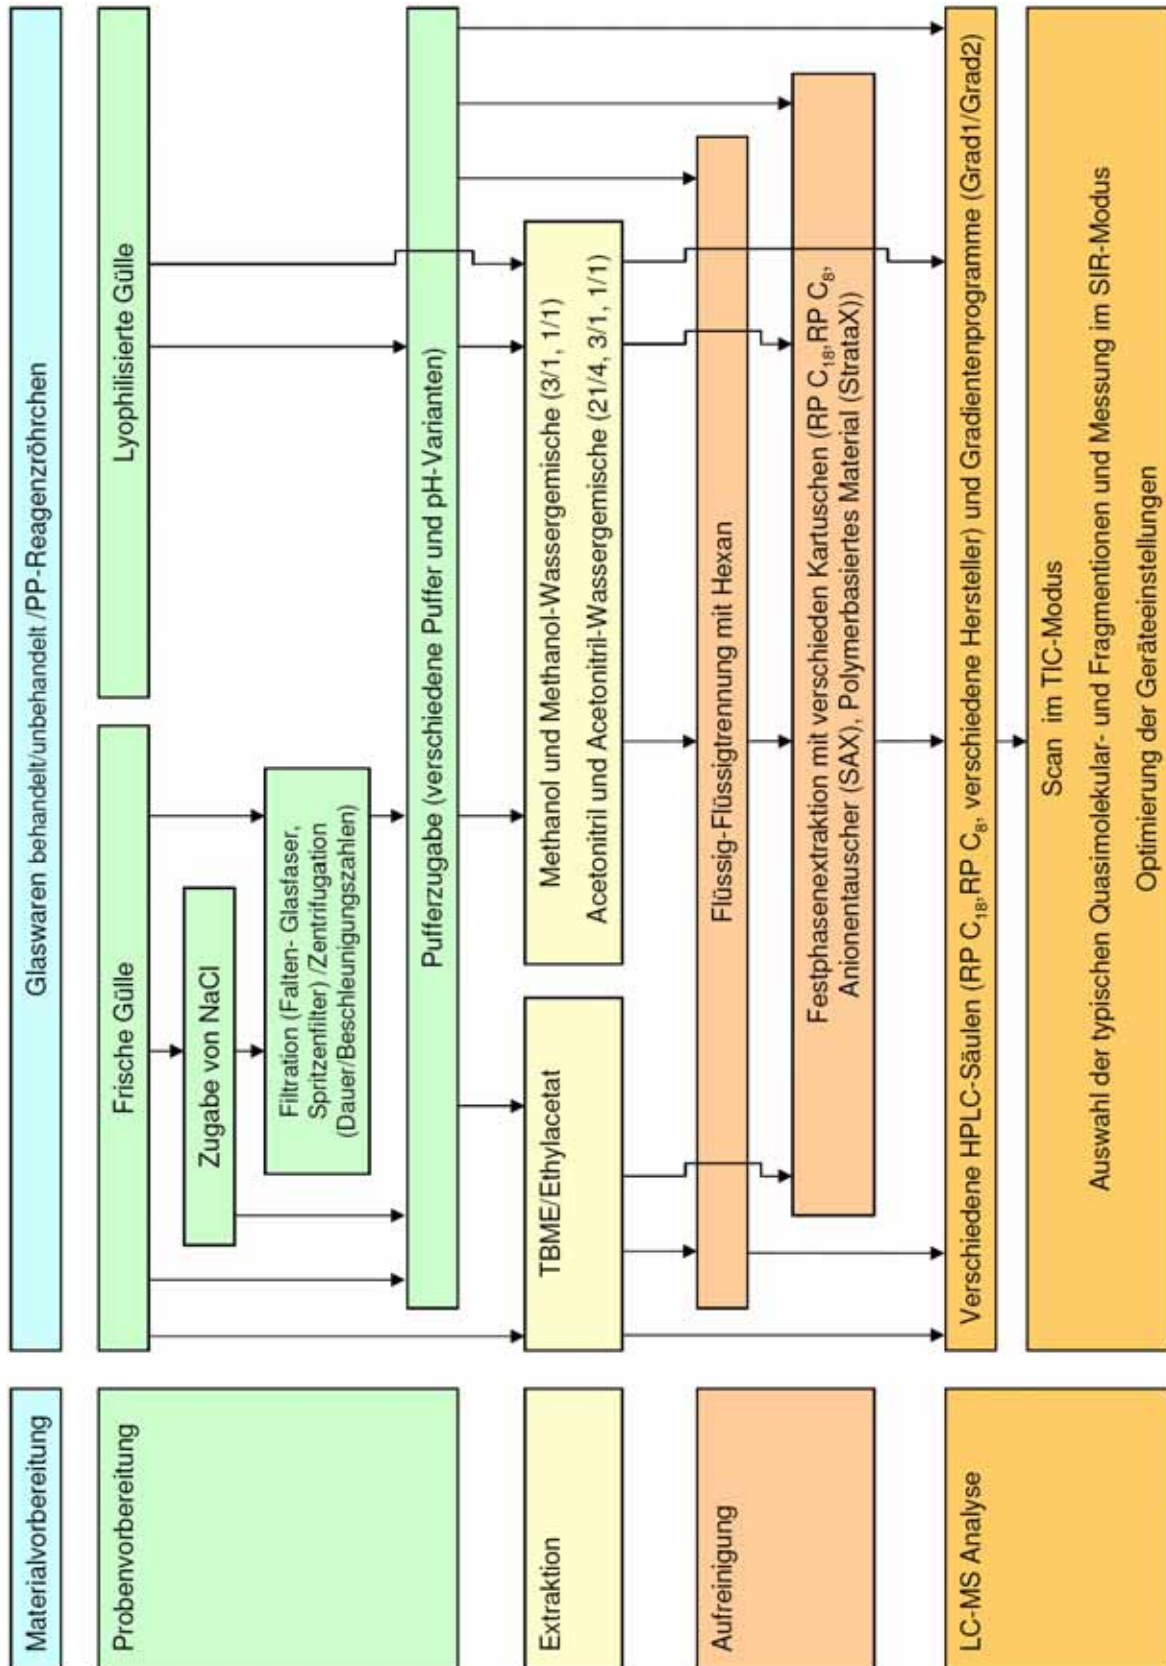 Materialvorbereitung
Glaswaren behandelt/unbehandelt /PP-Reagenzröhrchen
Probenvorbereitung
Frische Gülle
Lyophilisierte Gülle
Zugabe von NaCl
Filtration (Falten- Glasfaser,
Spritzenfilter) /Zentrifugation
(Dauer/Beschleunigungszahlen)
Pufferzugabe (verschiedene Puffer und pH-Varianten)
Extraktion
TBME/Ethylacetat
Methanol und Methanol-Wassergemische (3/1, 1/1)
Acetonitril und Acetonitril-Wassergemische (21/4, 3/1, 1/1)
Aufreinigung
Flüssig-Flüssigtrennung mit Hexan
Festphasenextraktion mit verschieden Kartuschen (RP C18, RP C8,
Anionentauscher (SAX), Polymerbasiertes Material (StrataX))
LC-MS Analyse
Verschiedene HPLC-Säulen (RP C18, RP C8, verschiedene Hersteller) und Gradientenprogramme (Grad1/Grad2)
Scan im TIC-Modus
Auswahl der typischen Quasimolekular- und Fragmentionen und Messung im SIR-Modus
Optimierung der Geräteeinstellungen